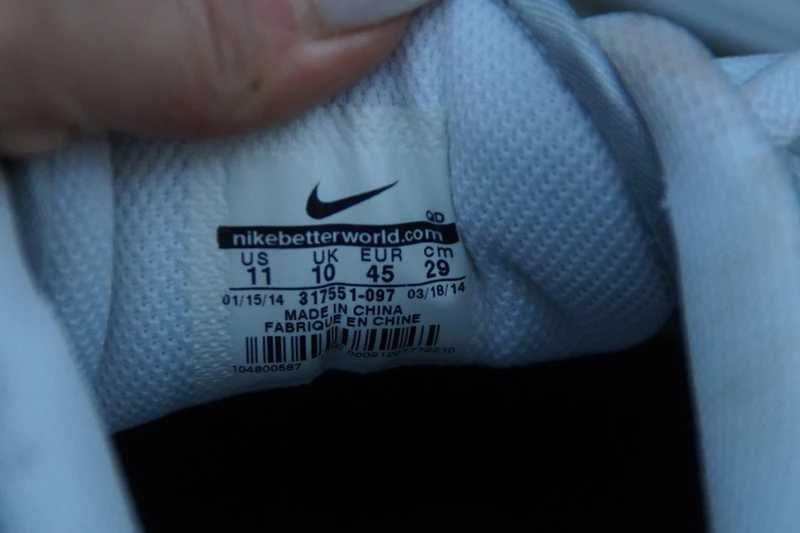 QD
nikebetterworld.com
US UK EUR cm
11 10 45 29
01/15/14 317551-097 03/18/14
MADE IN CHINA
FABRIQUE EN CHINE
104800587